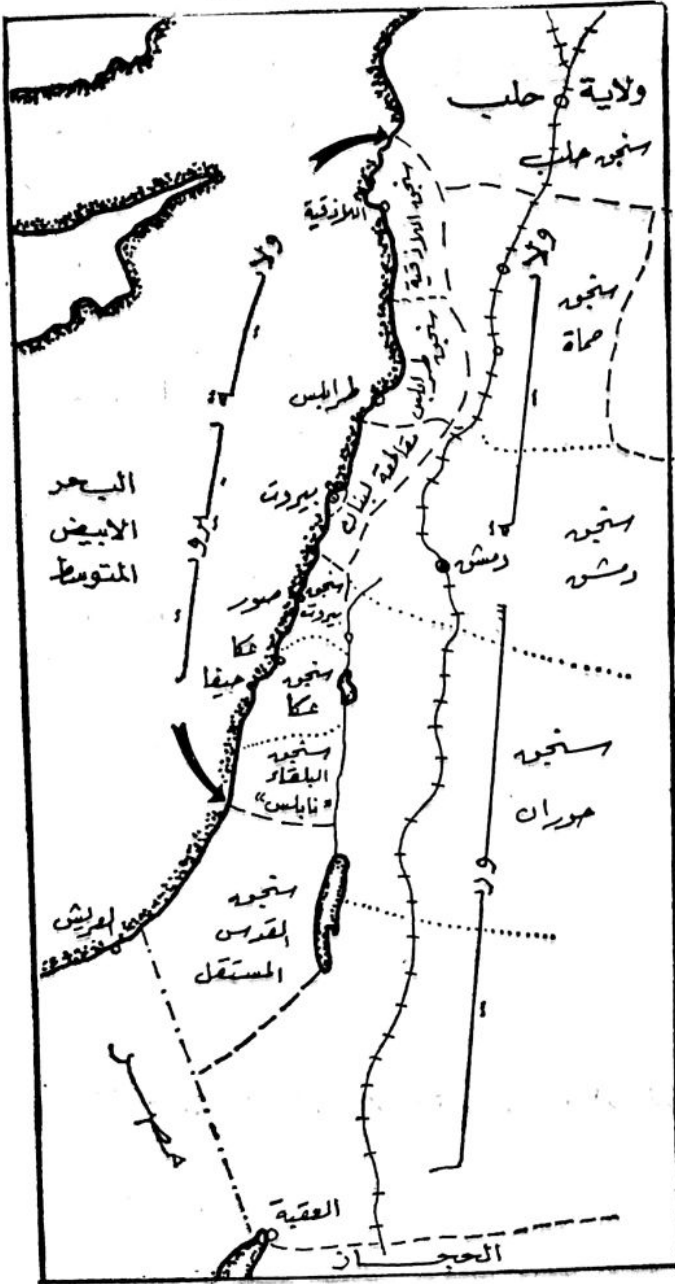 ولاية حلب
سنجق حلب
سنجق اللاذقية
اللاذقية
سنجق
حماة
سنجق طرابلس
طرابلس
ولاية
بيروت
ولاية
مقاطعة لبنان
البحر
الابيض
المتوسط
بيروت
دمشق
سنجق
دمشق
صور
سنجق
بيروت
عكا
حيفا
سنجق
عكا
سنجق
البلقاء
"نابلس"
سنجق
حوران
العريش
سنجق
القدس
المستقل
مصر
العقبة
الحجاز